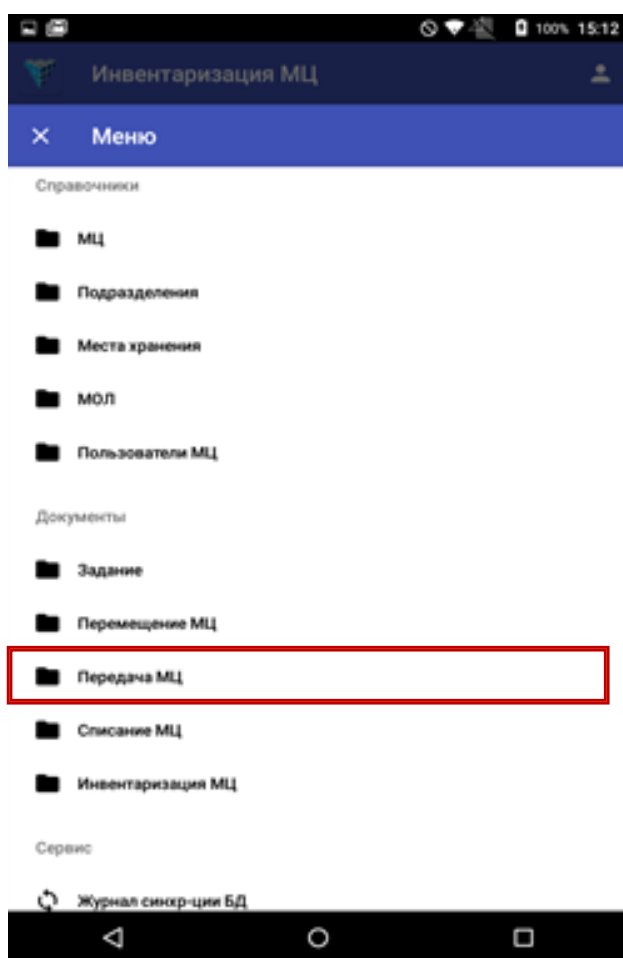 100% 15:12
Инвентаризация МЦ
Меню
Справочники
МЦ
Подразделения
Места хранения
МОЛ
Пользователи МЦ
Документы
Задание
Перемещение МЦ
Передача МЦ
Списание МЦ
Инвентаризация МЦ
Сервис
Журнал синхр-ции БД